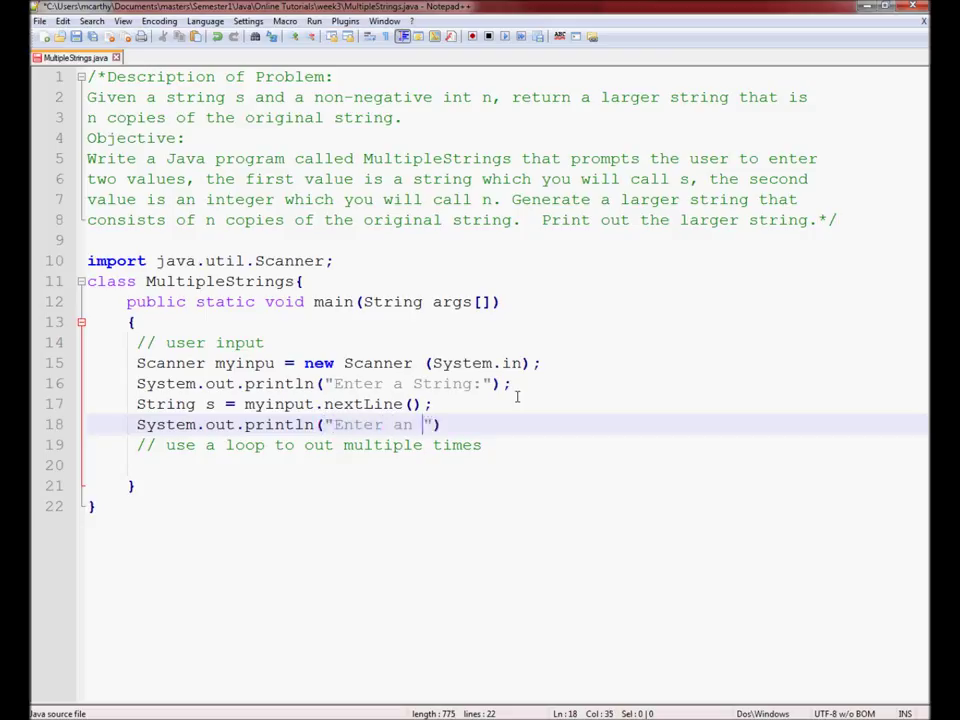 *C:\Users\mcarthy\Documents\masters\Semester1\Java\Online Tutorials\week3\MultipleStrings.java - Notepad++
File Edit Search View Encoding Language Settings Macro Run Plugins Window ? X
MultipleStrings.java
1 /*Description of Problem:
2 Given a string s and a non-negative int n, return a larger string that is
3 n copies of the original string.
4 Objective:
5 Write a Java program called MultipleStrings that prompts the user to enter
6 two values, the first value is a string which you will call s, the second
7 value is an integer which you will call n. Generate a larger string that
8 consists of n copies of the original string.  Print out the larger string.*/
9
10 import java.util.Scanner;
11 class MultipleStrings{
12 public static void main(String args[])
13 {
14 // user input
15 Scanner myinpu = new Scanner (System.in);
16 System.out.println("Enter a String:");
17 String s = myinput.nextLine();
18 System.out.println("Enter an ")
19 // use a loop to out multiple times
20
21 }
22 }
Java source file length : 775 lines : 22 Ln : 18 Col : 35 Sel : 0 | 0 Dos\Windows UTF-8 w/o BOM INS